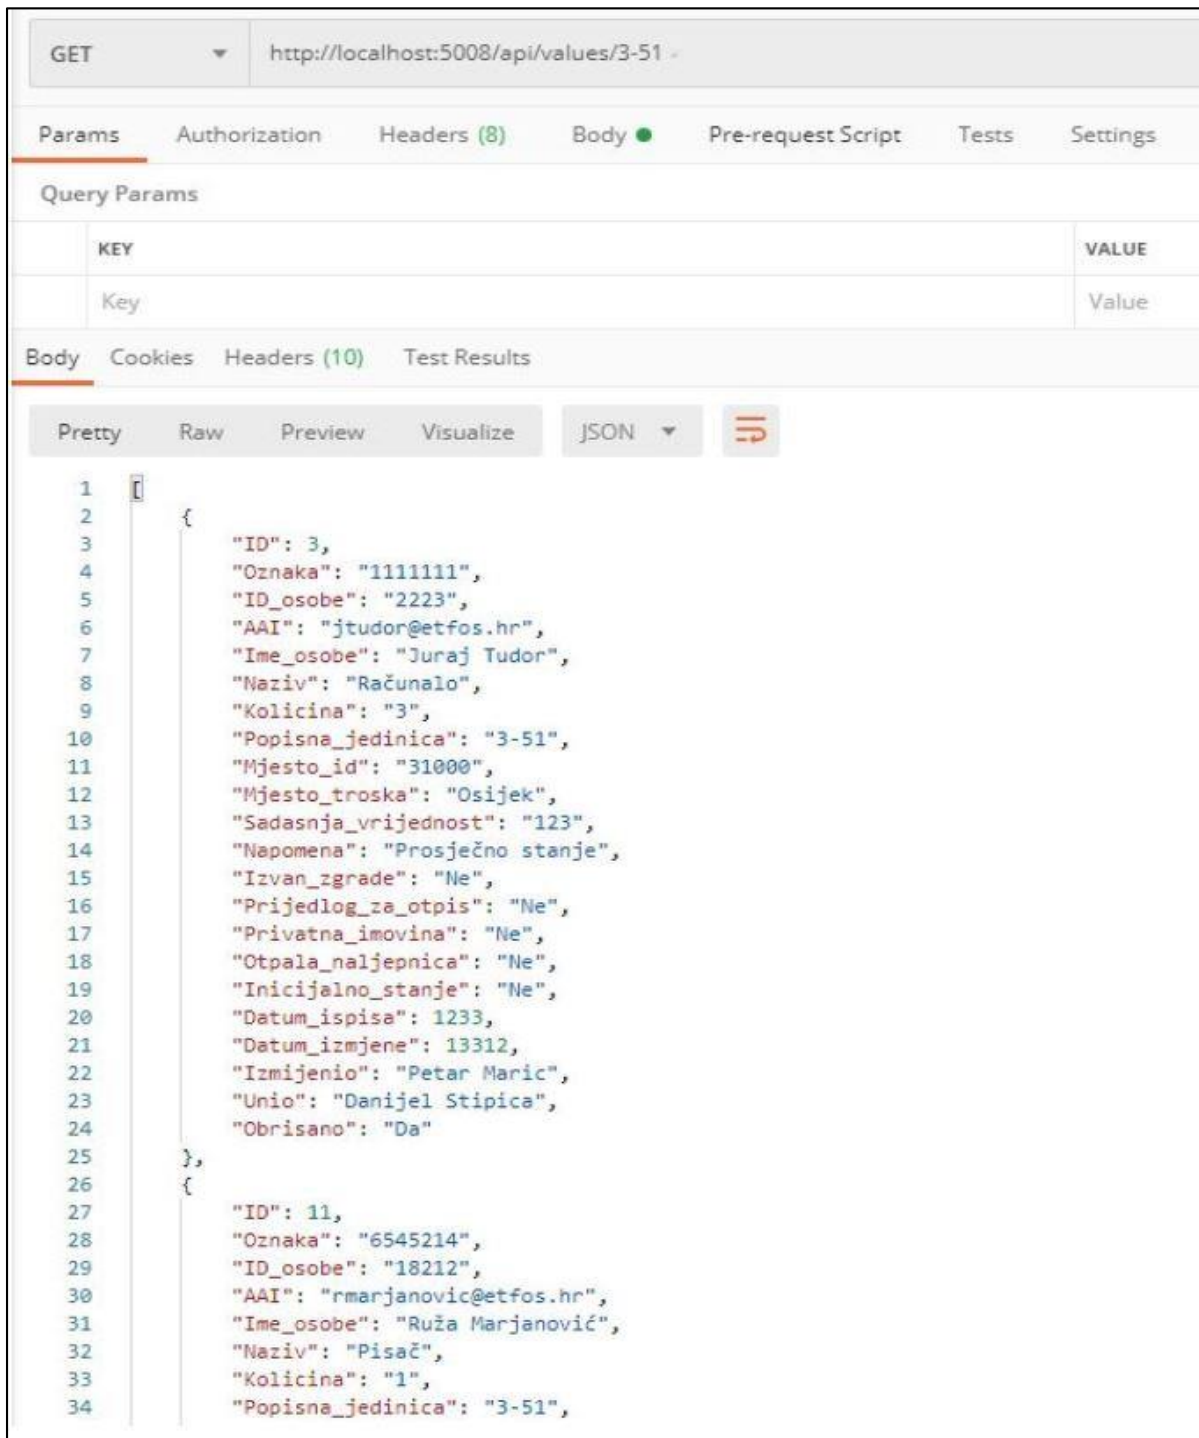 GET http://localhost:5008/api/values/3-51
Params Authorization Headers (8) Body Pre-request Script Tests Settings
Query Params
KEY VALUE
Key Value
Body Cookies Headers (10) Test Results
Pretty Raw Preview Visualize JSON
1 [
2 {
3 "ID": 3,
4 "Oznaka": "1111111",
5 "ID_osobe": "2223",
6 "AAI": "jtudor@etfos.hr",
7 "Ime_osobe": "Juraj Tudor",
8 "Naziv": "Računalo",
9 "Kolicina": "3",
10 "Popisna_jedinica": "3-51",
11 "Mjesto_id": "31000",
12 "Mjesto_troska": "Osijek",
13 "Sadasnja_vrijednost": "123",
14 "Napomena": "Prosječno stanje",
15 "Izvan_zgrade": "Ne",
16 "Prijedlog_za_otpis": "Ne",
17 "Privatna_imovina": "Ne",
18 "Otpala_naljepnica": "Ne",
19 "Inicijalno_stanje": "Ne",
20 "Datum_ispisa": 1233,
21 "Datum_izmjene": 13312,
22 "Izmijenio": "Petar Maric",
23 "Unio": "Danijel Stipica",
24 "Obrisano": "Da"
25 },
26 {
27 "ID": 11,
28 "Oznaka": "6545214",
29 "ID_osobe": "18212",
30 "AAI": "rmarjanovic@etfos.hr",
31 "Ime_osobe": "Ruža Marjanović",
32 "Naziv": "Pisač",
33 "Kolicina": "1",
34 "Popisna_jedinica": "3-51",